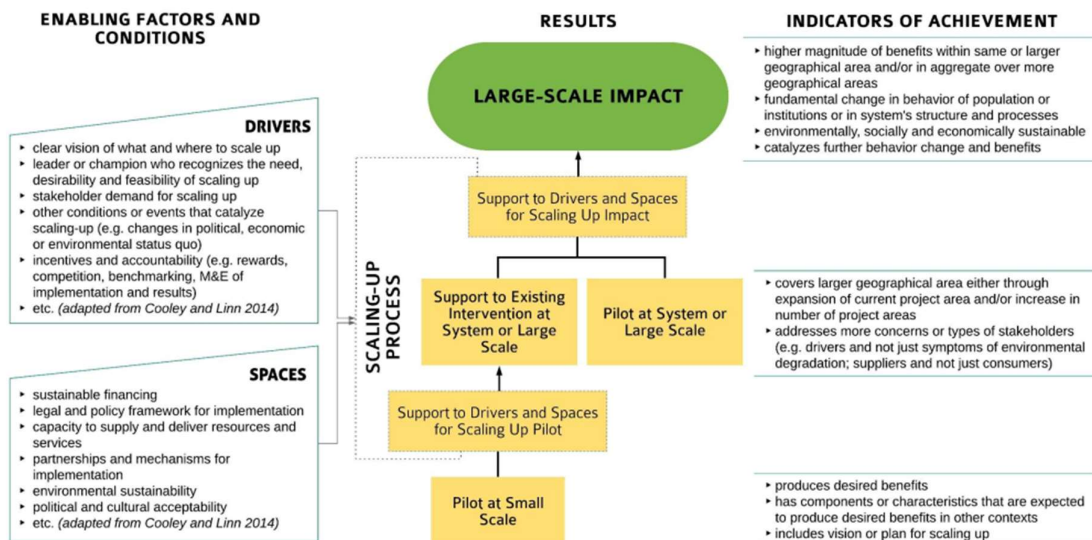 ENABLING FACTORS AND
CONDITIONS
DRIVERS
‣ clear vision of what and where to scale up
‣ leader or champion who recognizes the need,
desirability and feasibility of scaling up
‣ stakeholder demand for scaling up
‣ other conditions or events that catalyze
scaling-up (e.g. changes in political, economic
or environmental status quo)
‣ incentives and accountability (e.g. rewards,
competition, benchmarking, M&E of
implementation and results)
‣ etc. (adapted from Cooley and Linn 2014)
SPACES
‣ sustainable financing
‣ legal and policy framework for implementation
‣ capacity to supply and deliver resources and
services
‣ partnerships and mechanisms for
implementation
‣ environmental sustainability
‣ political and cultural acceptability
‣ etc. (adapted from Cooley and Linn 2014)
SCALING-UP
PROCESS
RESULTS
LARGE-SCALE IMPACT
Support to Drivers and Spaces
for Scaling Up Impact
Support to Existing
Intervention at
System or Large
Scale
Pilot at System or
Large Scale
Support to Drivers and Spaces
for Scaling Up Pilot
Pilot at Small
Scale
INDICATORS OF ACHIEVEMENT
‣ higher magnitude of benefits within same or larger
geographical area and/or in aggregate over more
geographical areas
‣ fundamental change in behavior of population or
institutions or in system's structure and processes
‣ environmentally, socially and economically sustainable
‣ catalyzes further behavior change and benefits
‣ covers larger geographical area either through
expansion of current project area and/or increase in
number of project areas
‣ addresses more concerns or types of stakeholders
(e.g. drivers and not just symptoms of environmental
degradation; suppliers and not just consumers)
‣ produces desired benefits
‣ has components or characteristics that are expected
to produce desired benefits in other contexts
‣ includes vision or plan for scaling up